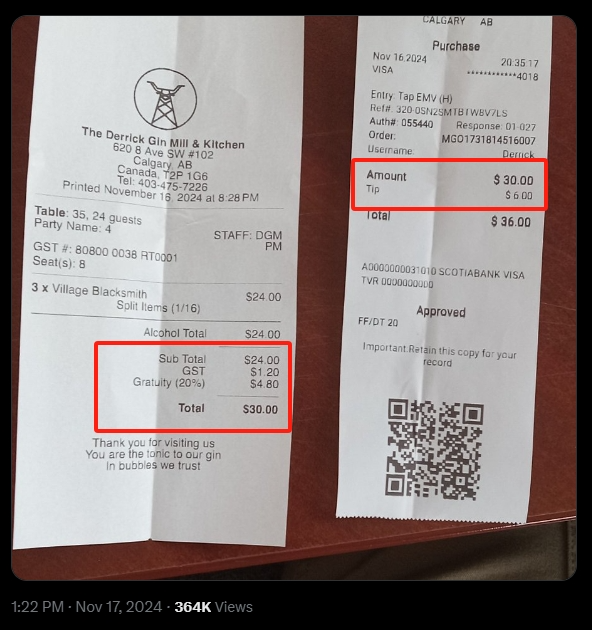 The Derrick Gin Mill & Kitchen
620 8 Ave SW #102
Calgary, AB
Canada, T2P 1G6
Tel: 403-475-7226
Printed November 16, 2024 at 8:28 PM
Table: 35, 24 guests
Party Name: 4
STAFF: DGM
PM
GST #: 80800 0038 RT0001
Seat(s): 8
3 x Village Blacksmith $24.00
Split Items (1/16)
Alcohol Total $24.00
Sub Total $24.00
GST $1.20
Gratuity (20%) $4.80
Total $30.00
Thank you for visiting us
You are the tonic to our gin
In bubbles we trust
CALGARY AB
Purchase
Nov 16 2024 20:35:17
VISA ************4018
Entry: Tap EMV (H)
Ref#: 320-0SN2SMTBTW8V7LS
Auth#: 055440 Response: 01-027
Order: MGO1731814516007
Username: Derrick
Amount $ 30.00
Tip $ 6.00
Total $ 36.00
A0000000031010 SCOTIABANK VISA
TVR 0000000000
Approved
FF/DT 20
Important:Retain this copy for your
record
1:22 PM · Nov 17, 2024 · 364K Views